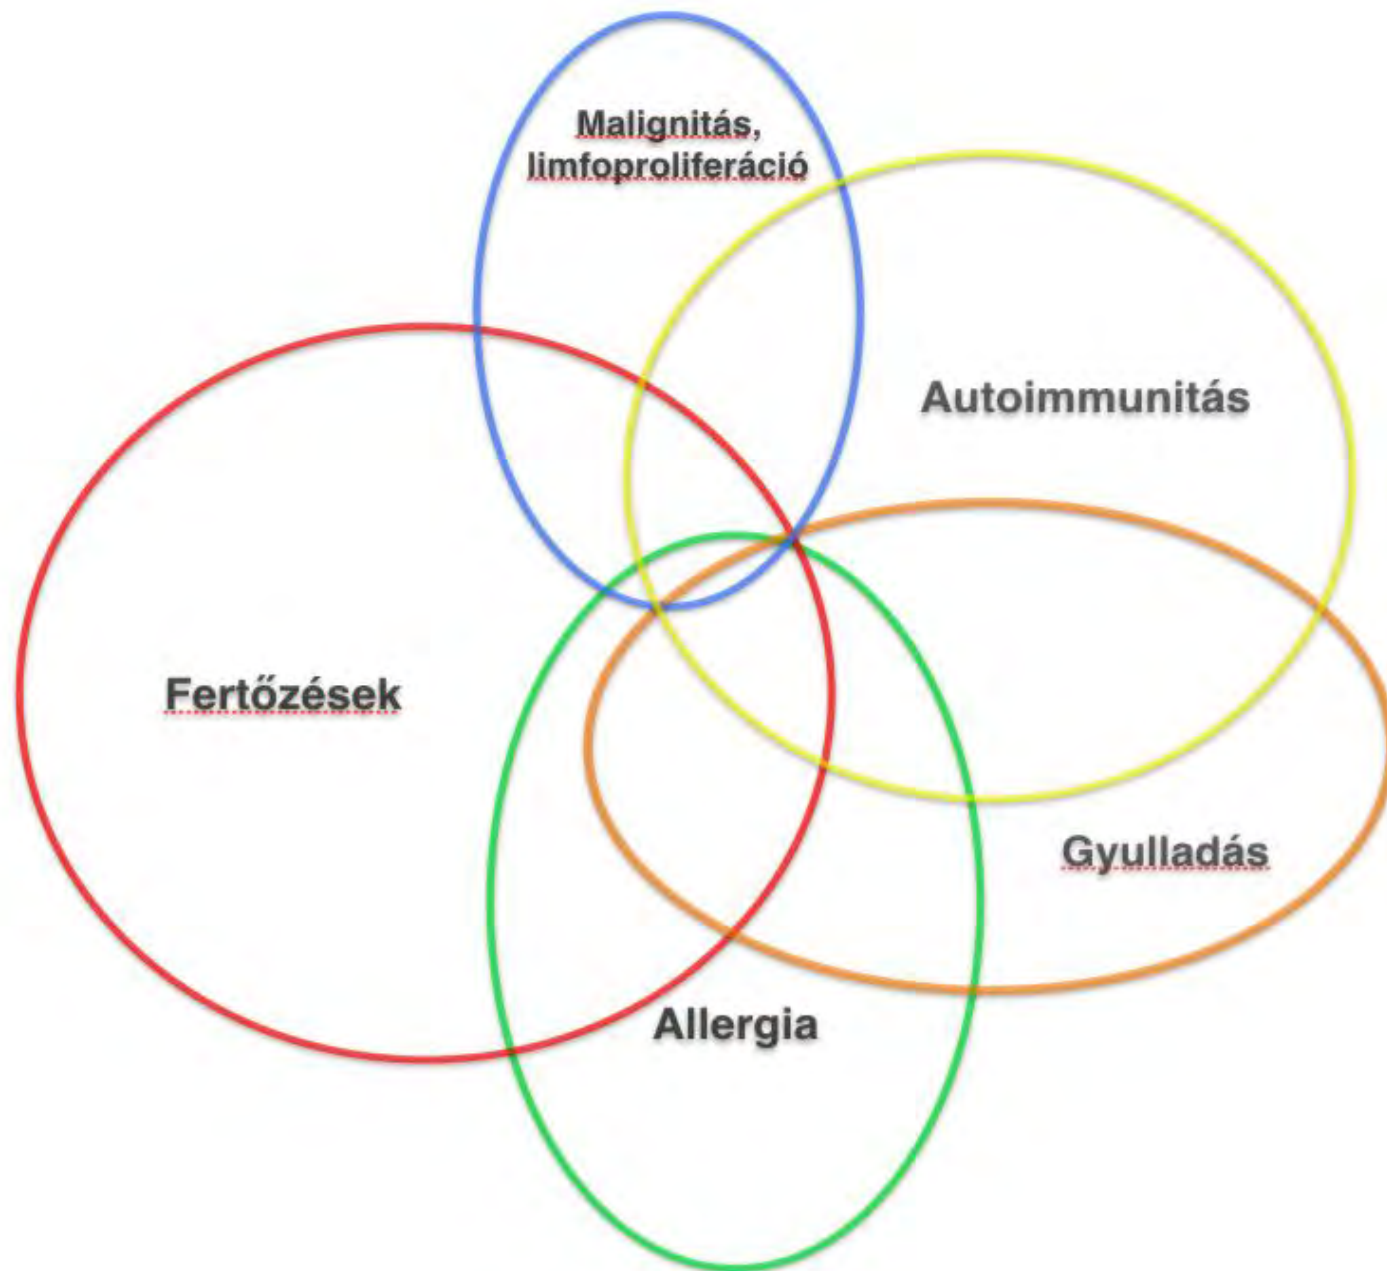 Malignitás,
limfoproliferáció
Autoimmunitás
Fertőzések
Gyulladás
Allergia